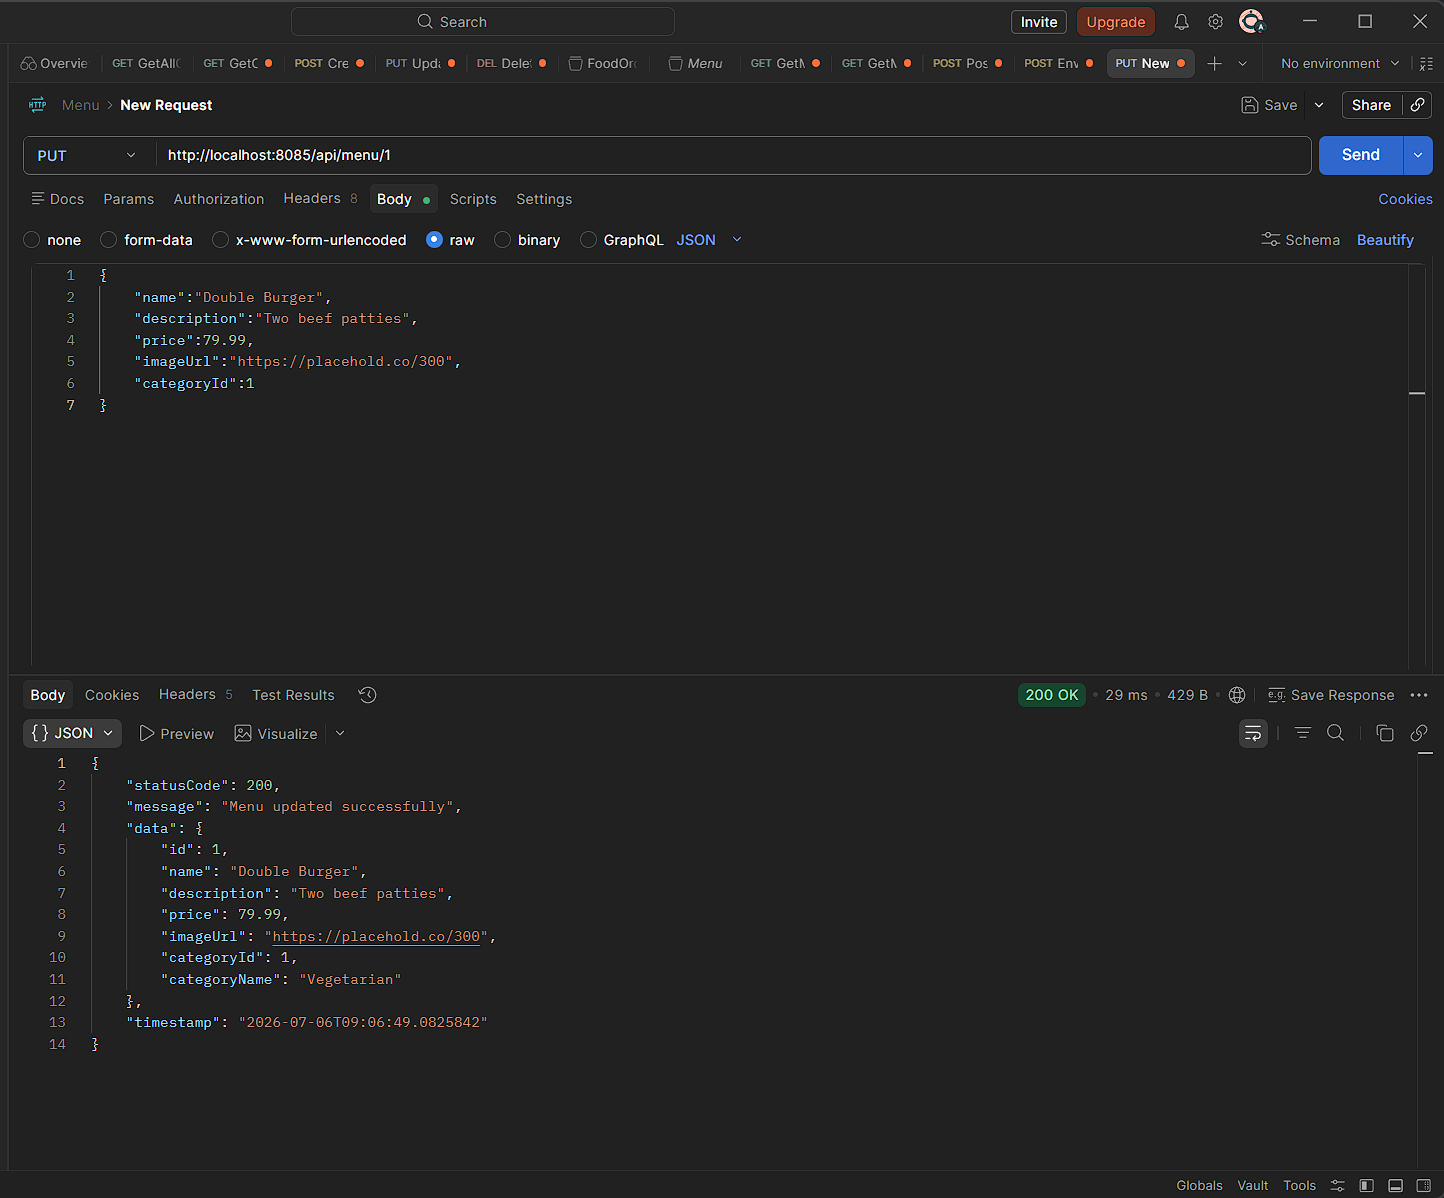 Search
Invite
Upgrade
Overvie
GET GetAllC
GET GetC
POST Cre
PUT Upda
DEL Delet
FoodOrd
Menu
GET GetM
GET GetM
POST Pos
POST Env
PUT New
No environment
HTTP Menu > New Request
Save
Share
PUT
http://localhost:8085/api/menu/1
Send
Docs Params Authorization Headers 8 Body Scripts Settings
Cookies
none form-data x-www-form-urlencoded raw binary GraphQL JSON
Schema Beautify
1 {
2 "name":"Double Burger",
3 "description":"Two beef patties",
4 "price":79.99,
5 "imageUrl":"https://placehold.co/300",
6 "categoryId":1
7 }
Body Cookies Headers 5 Test Results
200 OK • 29 ms • 429 B •
e.g. Save Response
{} JSON Preview Visualize
1 {
2 "statusCode": 200,
3 "message": "Menu updated successfully",
4 "data": {
5 "id": 1,
6 "name": "Double Burger",
7 "description": "Two beef patties",
8 "price": 79.99,
9 "imageUrl": "https://placehold.co/300",
10 "categoryId": 1,
11 "categoryName": "Vegetarian"
12 },
13 "timestamp": "2026-07-06T09:06:49.0825842"
14 }
Globals Vault Tools